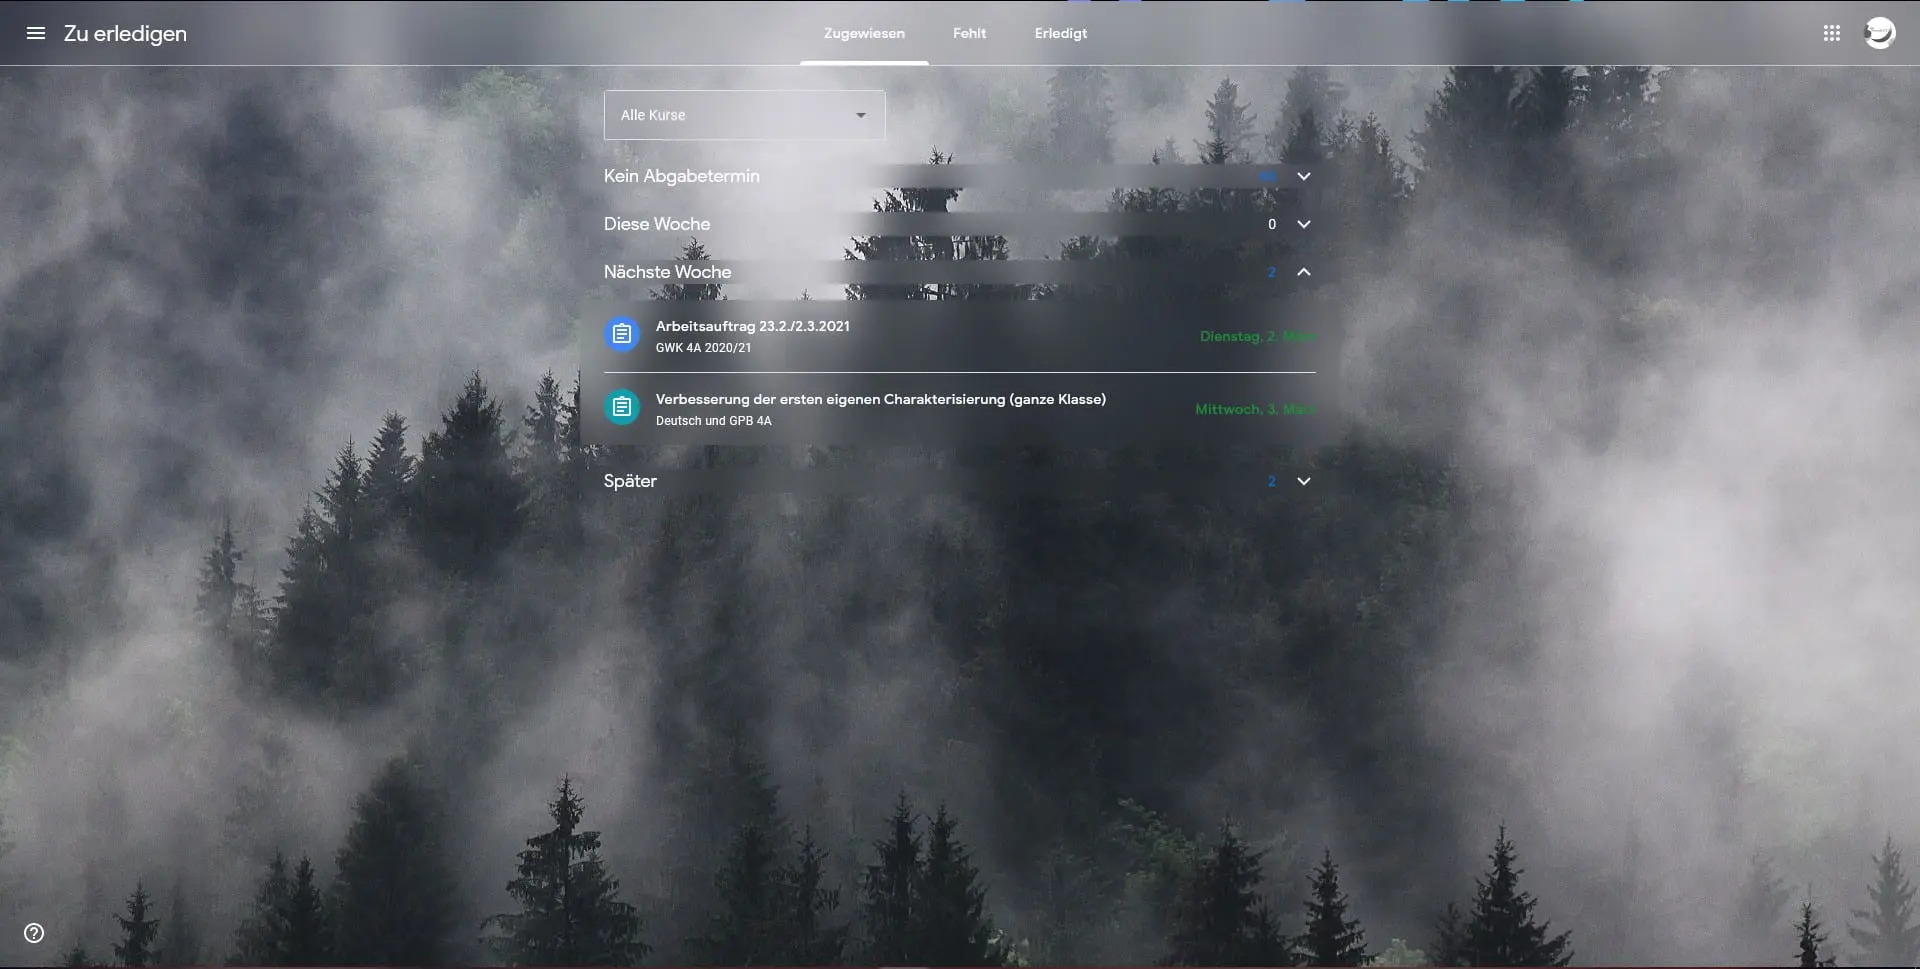 Zu erledigen
Zugewiesen
Fehlt
Erledigt
Alle Kurse
Kein Abgabetermin
Diese Woche
0
Nächste Woche
2
Arbeitsauftrag 23.2./2.3.2021
GWK 4A 2020/21
Dienstag, 2. März
Verbesserung der ersten eigenen Charakterisierung (ganze Klasse)
Deutsch und GPB 4A
Mittwoch, 3. März
Später
2